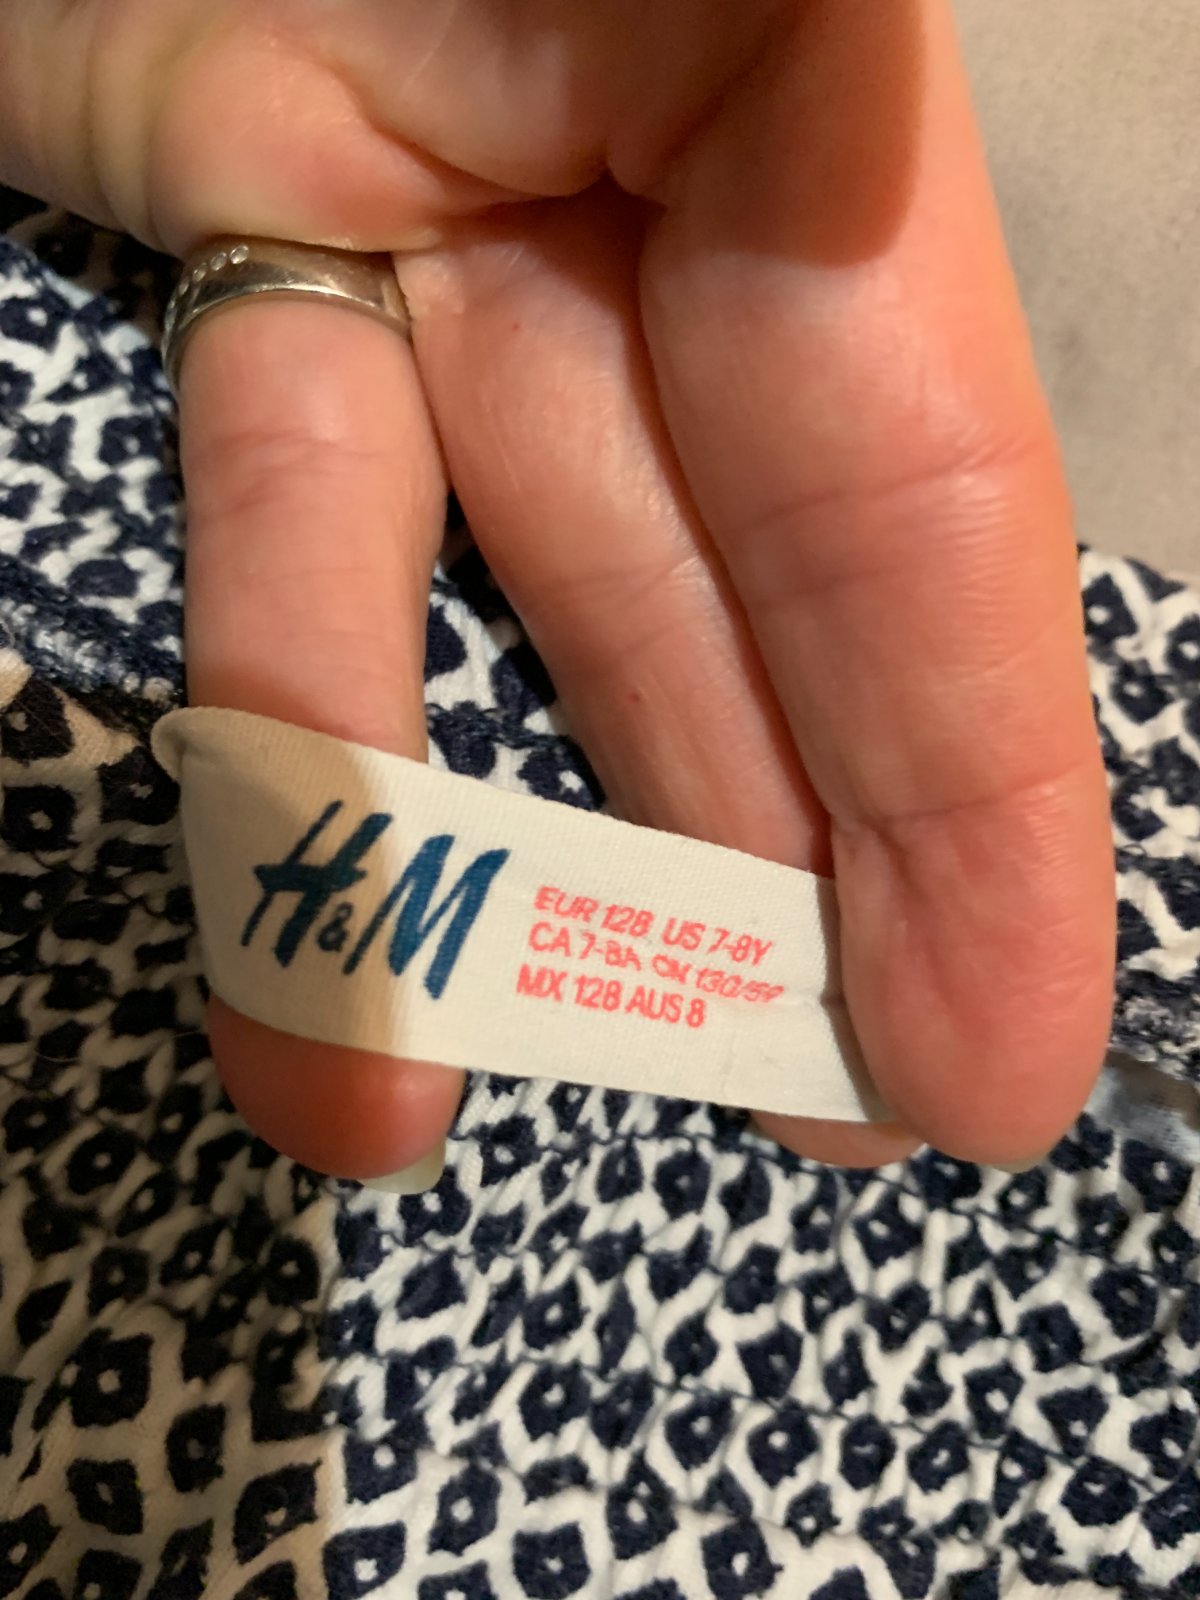 H&M
EUR 128 US 7-8Y
CA 7-8A CN 130/59
MX 128 AUS 8